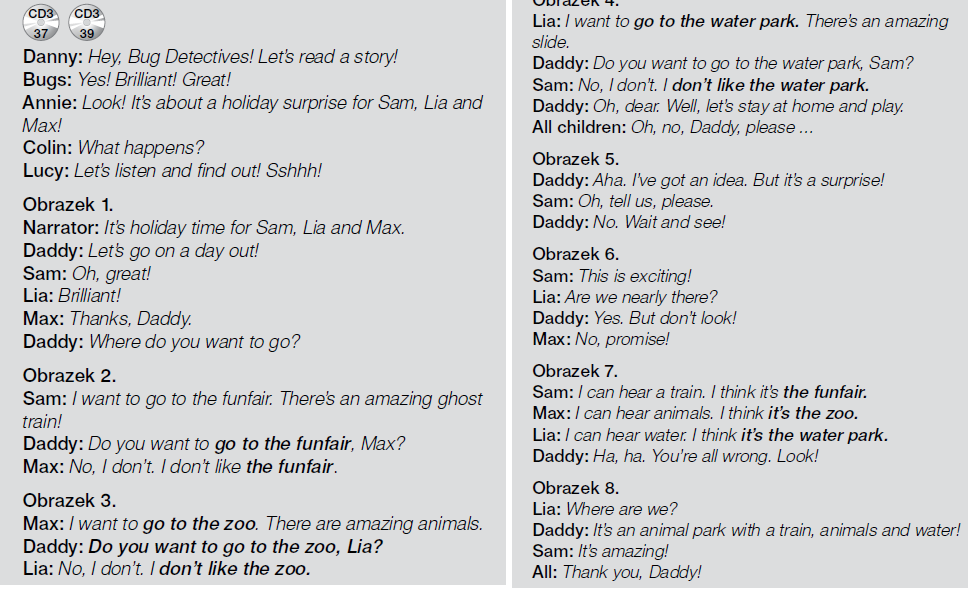 CD3 CD3
37 39
Danny: Hey, Bug Detectives! Let's read a story!
Bugs: Yes! Brilliant! Great!
Annie: Look! It's about a holiday surprise for Sam, Lia and
Max!
Colin: What happens?
Lucy: Let's listen and find out! Sshhh!
Obrazek 1.
Narrator: It's holiday time for Sam, Lia and Max.
Daddy: Let's go on a day out!
Sam: Oh, great!
Lia: Brilliant!
Max: Thanks, Daddy.
Daddy: Where do you want to go?
Obrazek 2.
Sam: I want to go to the funfair. There's an amazing ghost
train!
Daddy: Do you want to go to the funfair, Max?
Max: No, I don't. I don't like the funfair.
Obrazek 3.
Max: I want to go to the zoo. There are amazing animals.
Daddy: Do you want to go to the zoo, Lia?
Lia: No, I don't. I don't like the zoo.
Obrazek 4.
Lia: I want to go to the water park. There's an amazing
slide.
Daddy: Do you want to go to the water park, Sam?
Sam: No, I don't. I don't like the water park.
Daddy: Oh, dear. Well, let's stay at home and play.
All children: Oh, no, Daddy, please ...
Obrazek 5.
Daddy: Aha. I've got an idea. But it's a surprise!
Sam: Oh, tell us, please.
Daddy: No. Wait and see!
Obrazek 6.
Sam: This is exciting!
Lia: Are we nearly there?
Daddy: Yes. But don't look!
Max: No, promise!
Obrazek 7.
Sam: I can hear a train. I think it's the funfair.
Max: I can hear animals. I think it's the zoo.
Lia: I can hear water. I think it's the water park.
Daddy: Ha, ha. You're all wrong. Look!
Obrazek 8.
Lia: Where are we?
Daddy: It's an animal park with a train, animals and water!
Sam: It's amazing!
All: Thank you, Daddy!